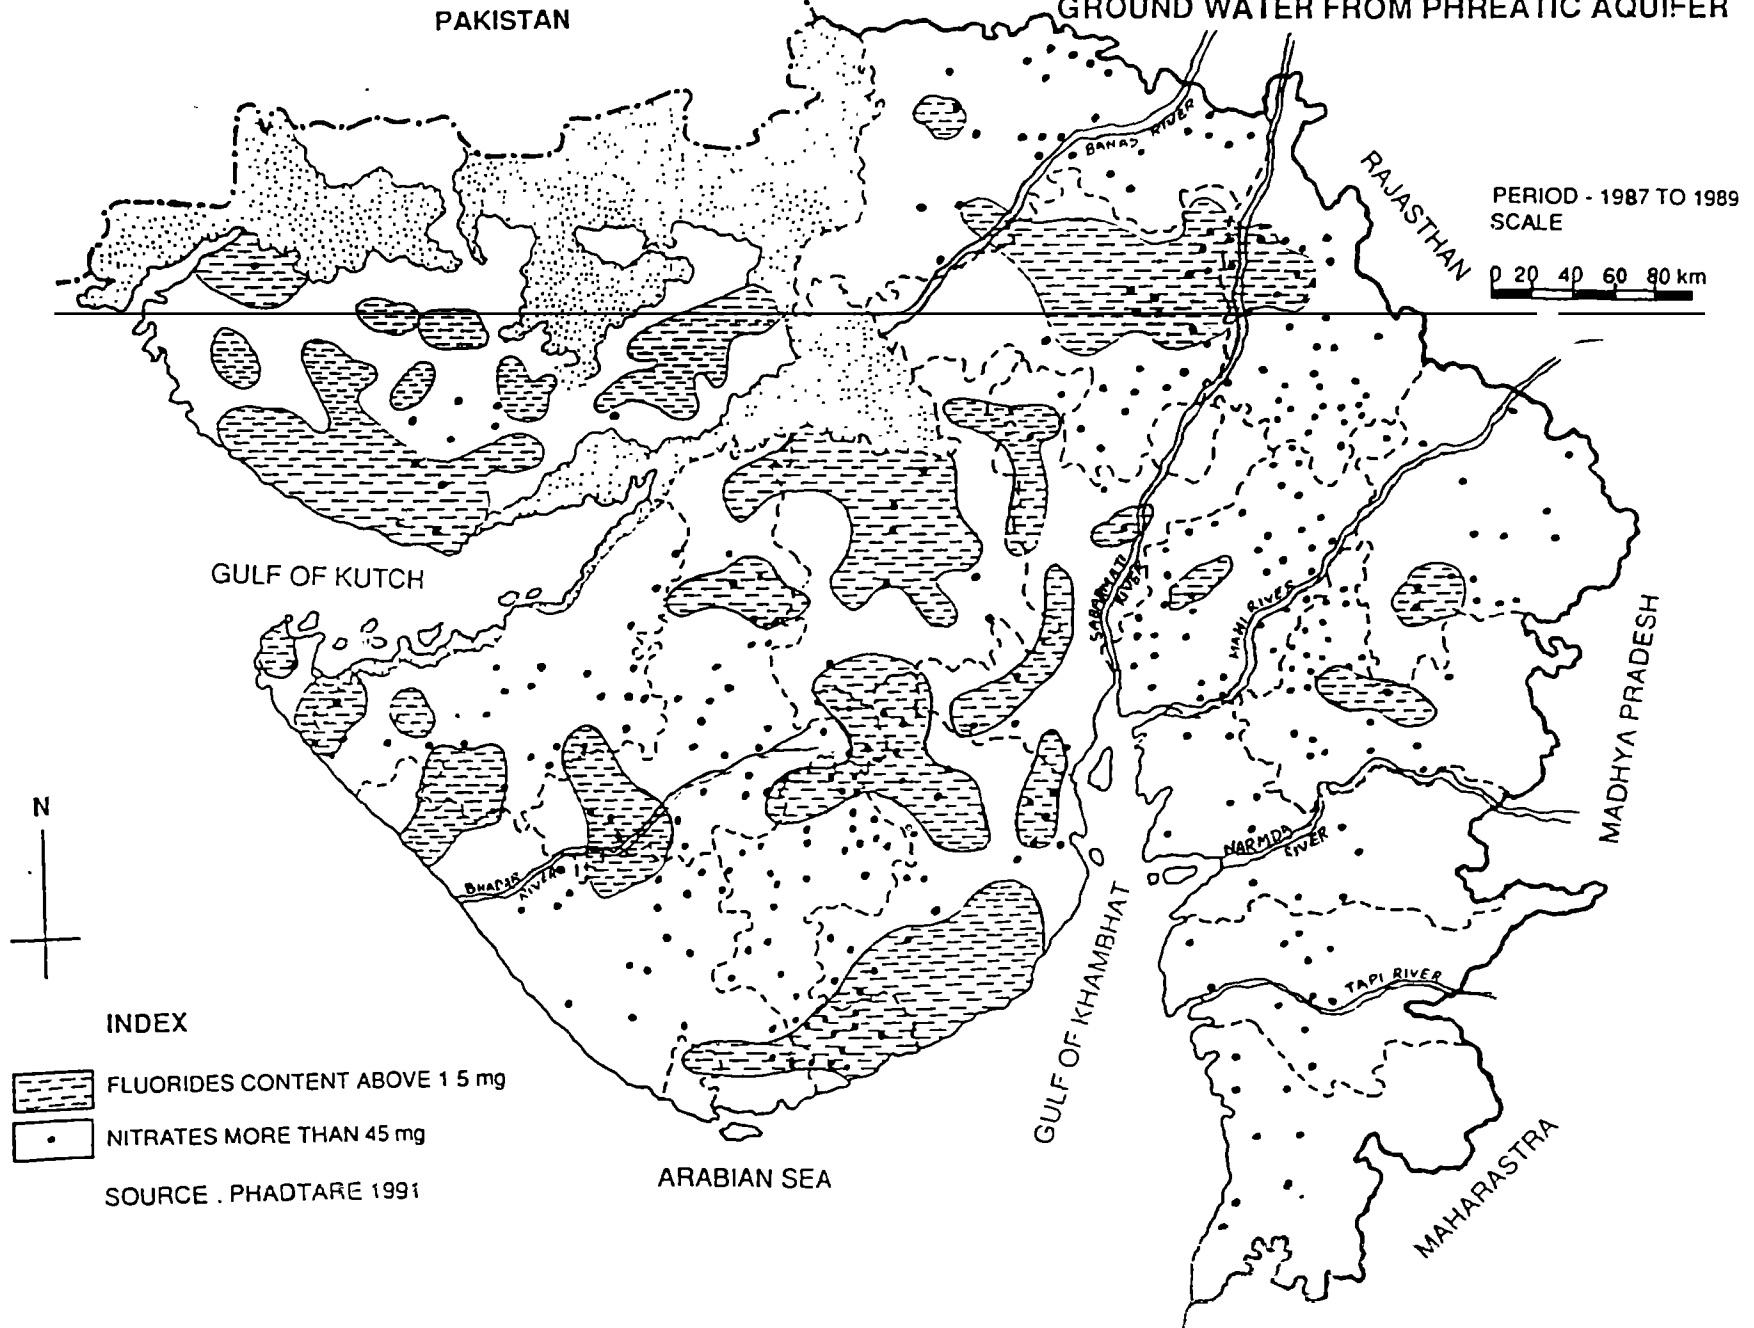 PAKISTAN
GROUND WATER FROM PHREATIC AQUIFER
RAJASTHAN
PERIOD - 1987 TO 1989
SCALE
0 20 40 60 80 km
BANAS RIVER
GULF OF KUTCH
SABARMATI
RIVER
MAHI RIVER
MADHYA PRADESH
N
BHADAR
RIVER
NARMDA
RIVER
GULF OF KHAMBHAT
TAPI RIVER
INDEX
FLUORIDES CONTENT ABOVE 1 5 mg
NITRATES MORE THAN 45 mg
SOURCE . PHADTARE 1991
ARABIAN SEA
MAHARASTRA